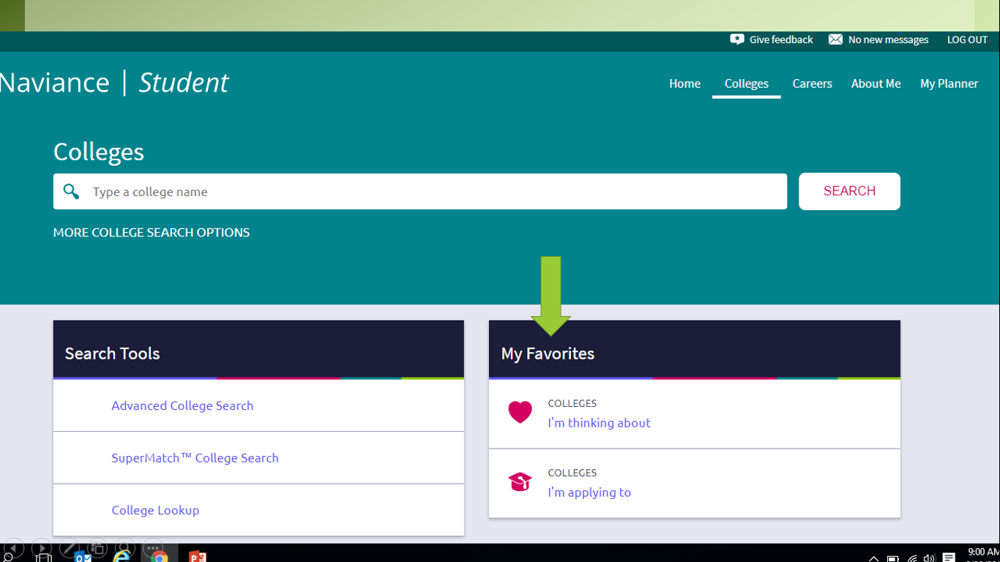 Give feedback No new messages LOG OUT
Naviance | Student
Home Colleges Careers About Me My Planner
Colleges
Type a college name SEARCH
MORE COLLEGE SEARCH OPTIONS
Search Tools
Advanced College Search
SuperMatch™ College Search
College Lookup
My Favorites
COLLEGES
I'm thinking about
COLLEGES
I'm applying to
9:00 AM